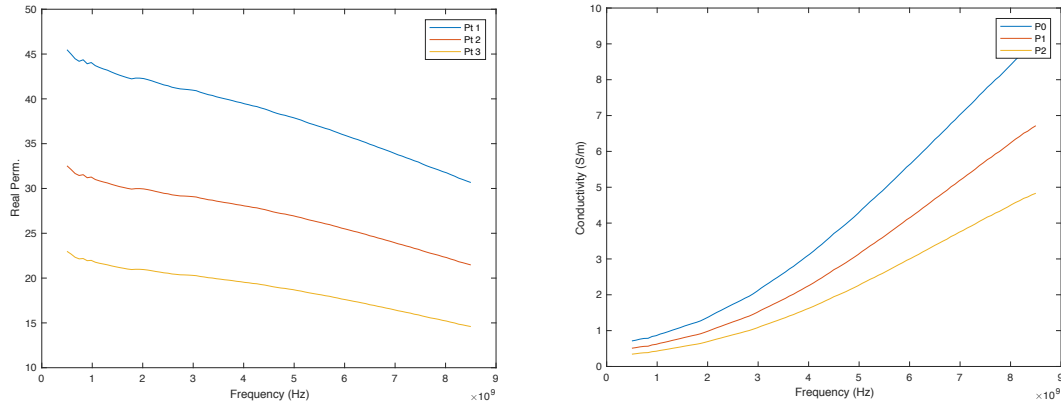 50
45
40
35
30
25
20
15
10
Real Perm.
0 1 2 3 4 5 6 7 8 9
Frequency (Hz)
×10⁹
Pt 1
Pt 2
Pt 3
10
9
8
7
6
5
4
3
2
1
0
Conductivity (S/m)
0 1 2 3 4 5 6 7 8 9
Frequency (Hz)
×10⁹
P0
P1
P2